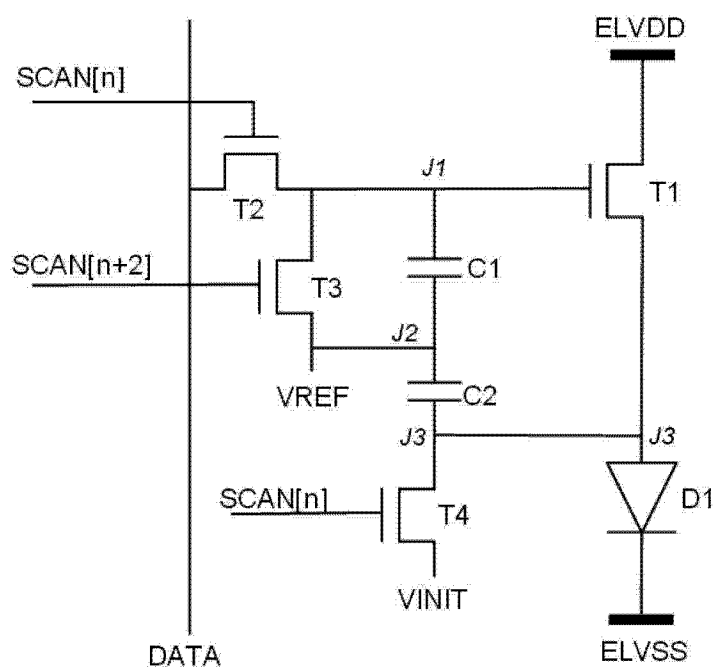 ELVDD
SCAN[n]
J1
T2
T1
SCAN[n+2]
T3
C1
J2
VREF
C2
J3
J3
SCAN[n]
T4
D1
VINIT
DATA
ELVSS